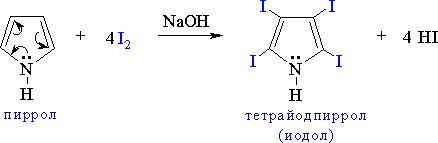 NaOH
+ 4 I2 + 4 HI
I I
I I
N N
H H
пиррол тетрайодпиррол
(иодол)